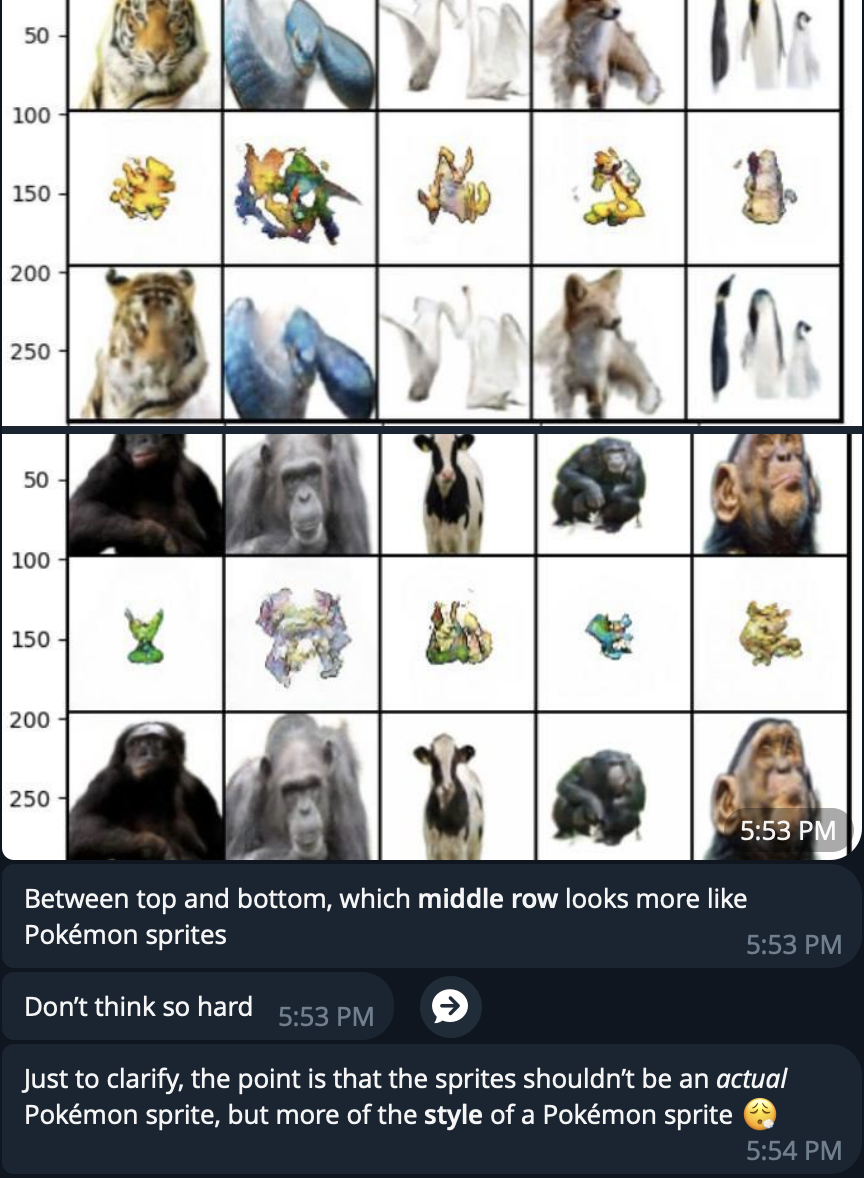 50
100
150
200
250
50
100
150
200
250
5:53 PM
Between top and bottom, which middle row looks more like
Pokémon sprites
5:53 PM
Don’t think so hard 5:53 PM
Just to clarify, the point is that the sprites shouldn’t be an actual
Pokémon sprite, but more of the style of a Pokémon sprite 😮‍💨
5:54 PM